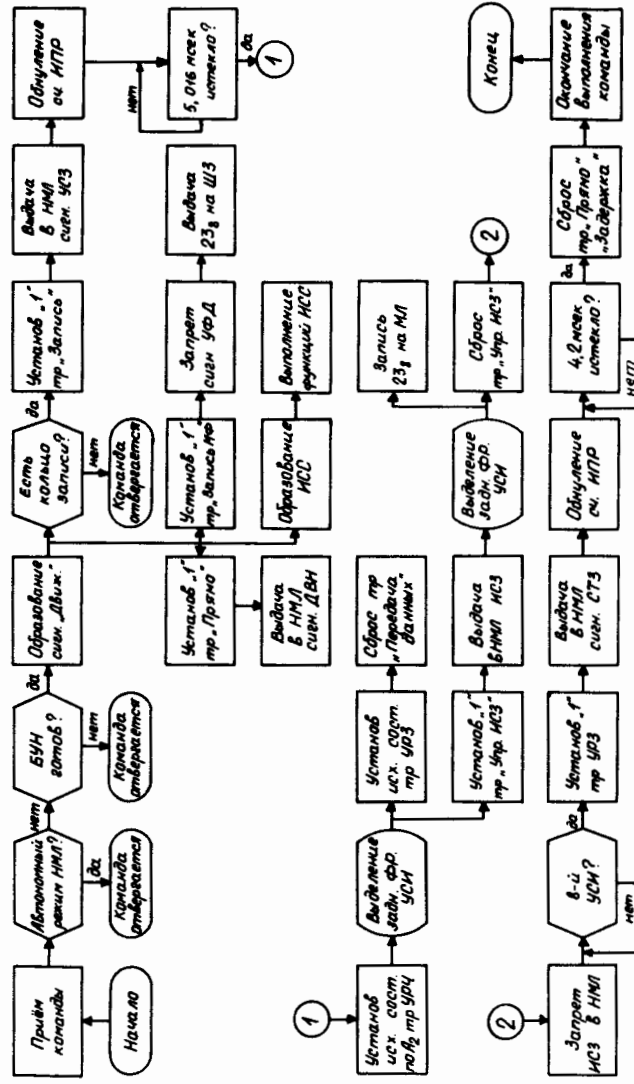 Начало
Приём
команды
Автономный
режим НМЛ?
да
Команда
отвергается
нет
БУН
готов?
нет
Команда
отвергается
да
Образование
сигн. „Движ."
Есть
кольцо
записи?
нет
Команда
отвергается
да
Установ „1"
тр. „Запись"
Выдача
в НМЛ
сигн. УСЗ
Обнуление
сч. ИПР
нет
5,016 мсек
истекло?
да
1
Установ „1"
тр. „Прямо"
Выдача
в НМЛ
сигн. ДВН
Установ „1"
тр. „Запись МФ"
Запрет
сигн УФД
Выдача
23₈ на ШЗ
Образование
ИСС
Выполнение
функций ИСС
1
Установ
исх. сост.
по А₂ тр УРЧ
Выделение
задн. фр.
УСИ
Установ
исх. сост.
тр УРЗ
Сброс тр
„Передача
данных"
Установ „1"
тр. „Упр. ИСЗ"
Выдача
в НМЛ ИСЗ
Выделение
задн. фр.
УСИ
Запись
23₈ на МЛ
Сброс
тр. „Упр. ИСЗ"
2
2
Запрет
ИСЗ в НМЛ
8-й
УСИ?
нет
да
Установ „1"
тр УРЗ
Выдача
в НМЛ
сигн. СТЗ
Обнуление
сч. ИПР
4,2 мсек
истекло?
нет
да
Сброс
тр. „Прямо"
„Задержка"
Окончание
выполнения
команды
Конец